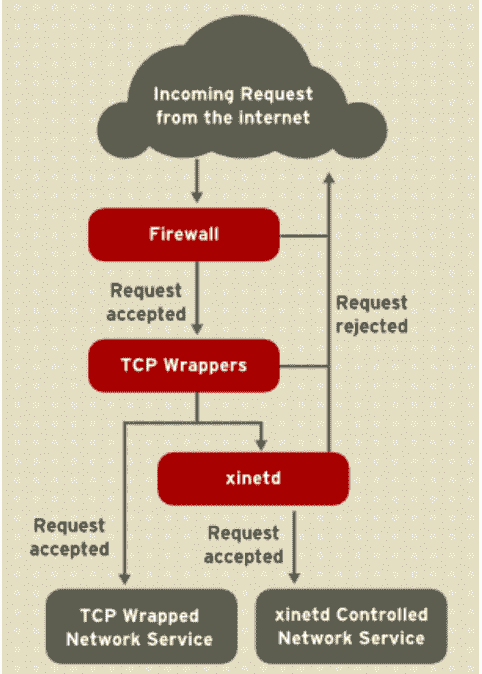 Incoming Request
from the internet
Firewall
Request
accepted
Request
rejected
TCP Wrappers
xinetd
Request
accepted
Request
accepted
TCP Wrapped
Network Service
xinetd Controlled
Network Service